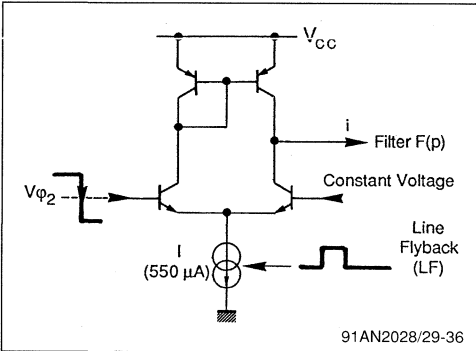 VCC
i
Filter F(p)
Vφ2
Constant Voltage
I
(550 μA)
Line
Flyback
(LF)
91AN2028/29-36